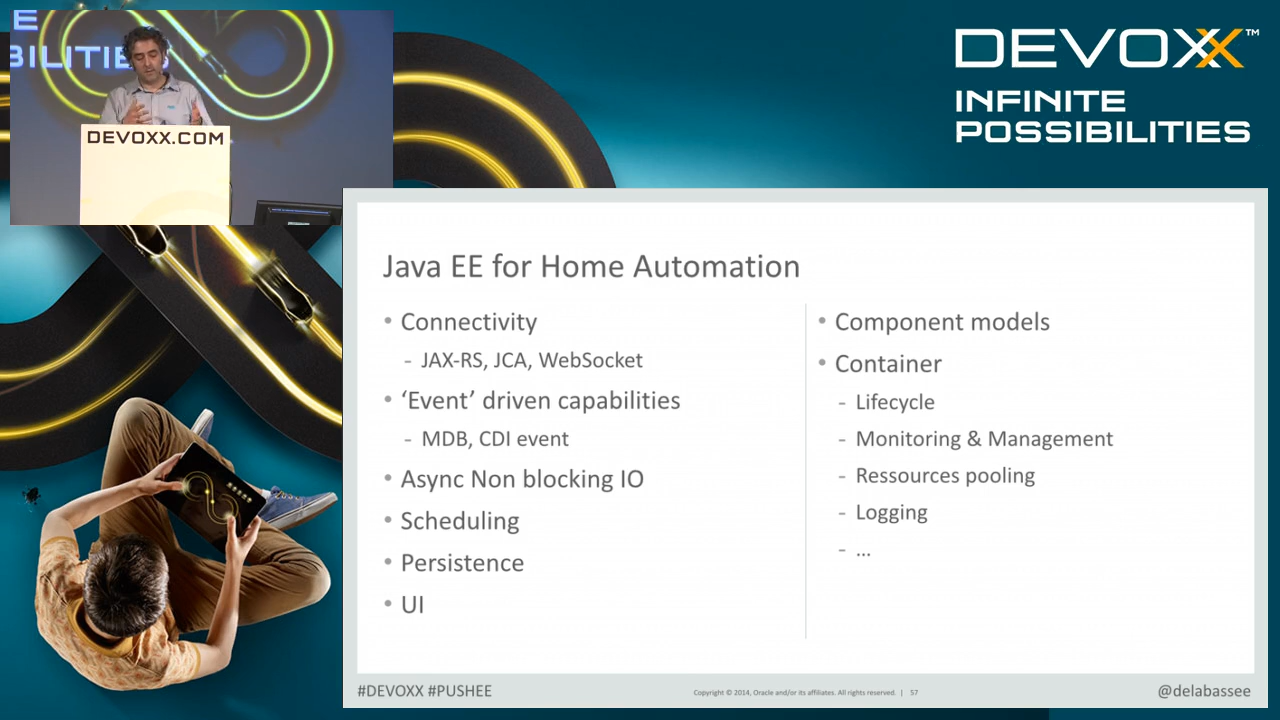 E
BILITIE
DEVOXX.COM
DEVOXX™
INFINITE
POSSIBILITIES
Java EE for Home Automation
• Connectivity
- JAX-RS, JCA, WebSocket
• ‘Event’ driven capabilities
- MDB, CDI event
• Async Non blocking IO
• Scheduling
• Persistence
• UI
• Component models
• Container
- Lifecycle
- Monitoring & Management
- Ressources pooling
- Logging
- ...
#DEVOXX #PUSHEE
Copyright © 2014, Oracle and/or its affiliates. All rights reserved. | 57
@delabassee